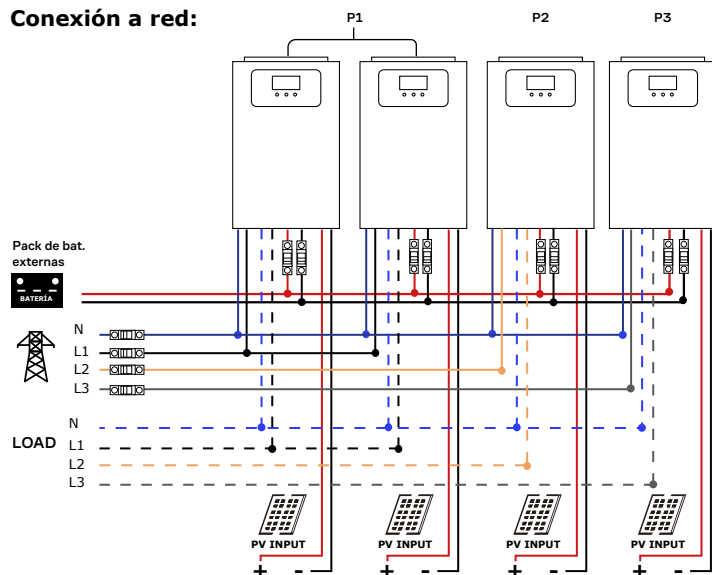 Conexión a red:
P1
P2
P3
Pack de bat.
externas
BATERÍA
N
L1
L2
L3
LOAD
N
L1
L2
L3
PV INPUT
PV INPUT
PV INPUT
PV INPUT
+ -
+ -
+ -
+ -